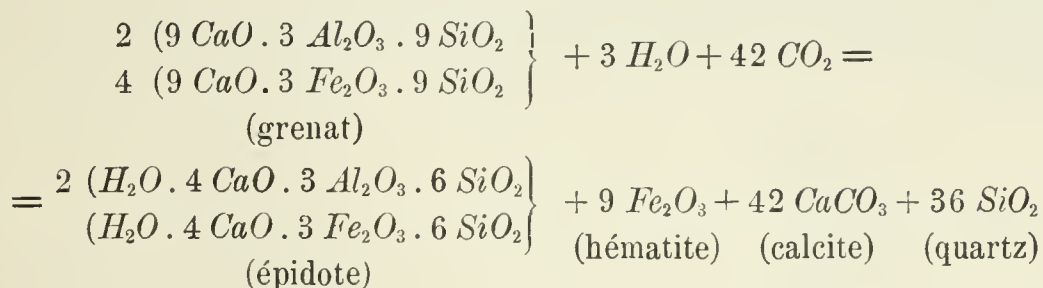 2 (9 CaO . 3 Al₂O₃ . 9 SiO₂ }
4 (9 CaO . 3 Fe₂O₃ . 9 SiO₂ } + 3 H₂O + 42 CO₂ =
(grenat)
= 2 (H₂O . 4 CaO . 3 Al₂O₃ . 6 SiO₂ }
(H₂O . 4 CaO . 3 Fe₂O₃ . 6 SiO₂ } + 9 Fe₂O₃ + 42 CaCO₃ + 36 SiO₂
(épidote) (hématite) (calcite) (quartz)